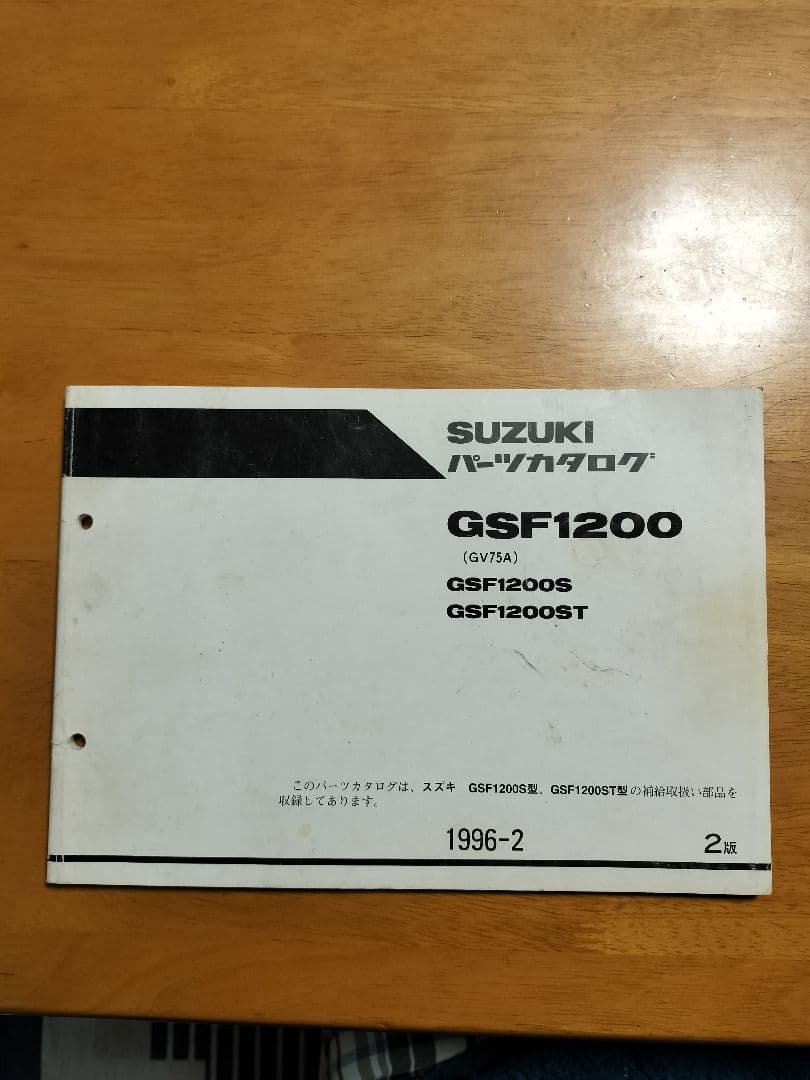 SUZUKI
パーツカタログ
GSF1200
(GV75A)
GSF1200S
GSF1200ST
このパーツカタログは、スズキ GSF1200S型、GSF1200ST型の補給取扱い部品を
収録してあります。
1996-2
2版